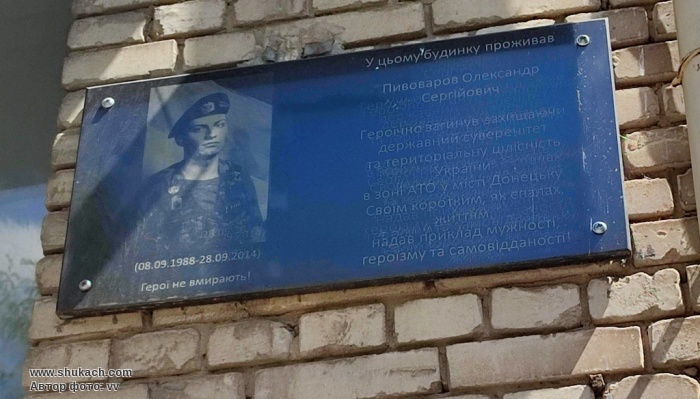 У цьому будинку проживав
Пивоваров Олександр
Сергійович
Героїчно загинув захищаючи
державний суверенітет
та територіальну цілісність
України
в зоні АТО у місті Донецьку
Своїм коротким, як спалах
життям,
надав приклад мужності,
героїзму та самовідданості!
(08.09.1988-28.09.2014)
Герої не вмирають!
www.shukach.com
Автор фото: vv